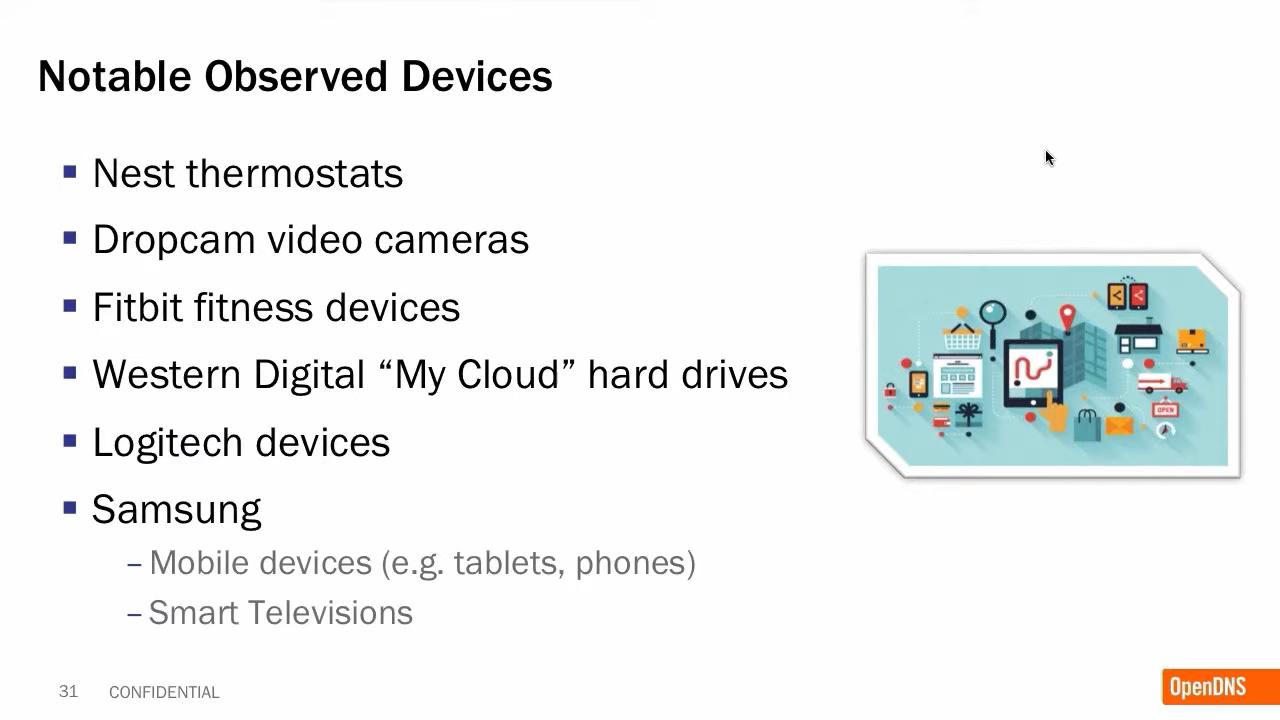 Notable Observed Devices
Nest thermostats
Dropcam video cameras
Fitbit fitness devices
Western Digital “My Cloud” hard drives
Logitech devices
Samsung
– Mobile devices (e.g. tablets, phones)
– Smart Televisions
OPEN
31 CONFIDENTIAL
OpenDNS